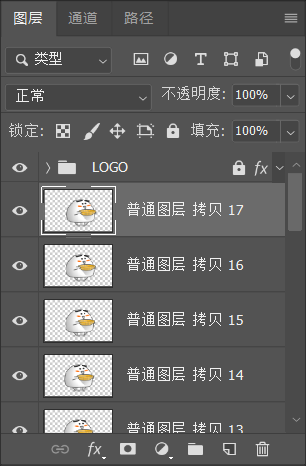 图层 通道 路径
类型
正常 不透明度: 100%
锁定: 填充: 100%
LOGO fx
普通图层 拷贝 17
普通图层 拷贝 16
普通图层 拷贝 15
普通图层 拷贝 14
普通图层 拷贝 13
fx